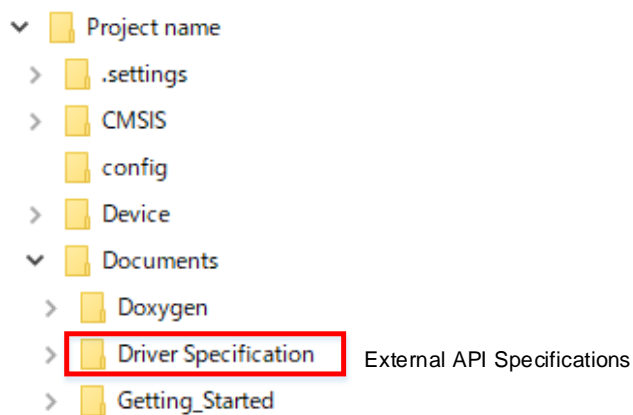 Project name
.settings
CMSIS
config
Device
Documents
Doxygen
Driver Specification External API Specifications
Getting_Started